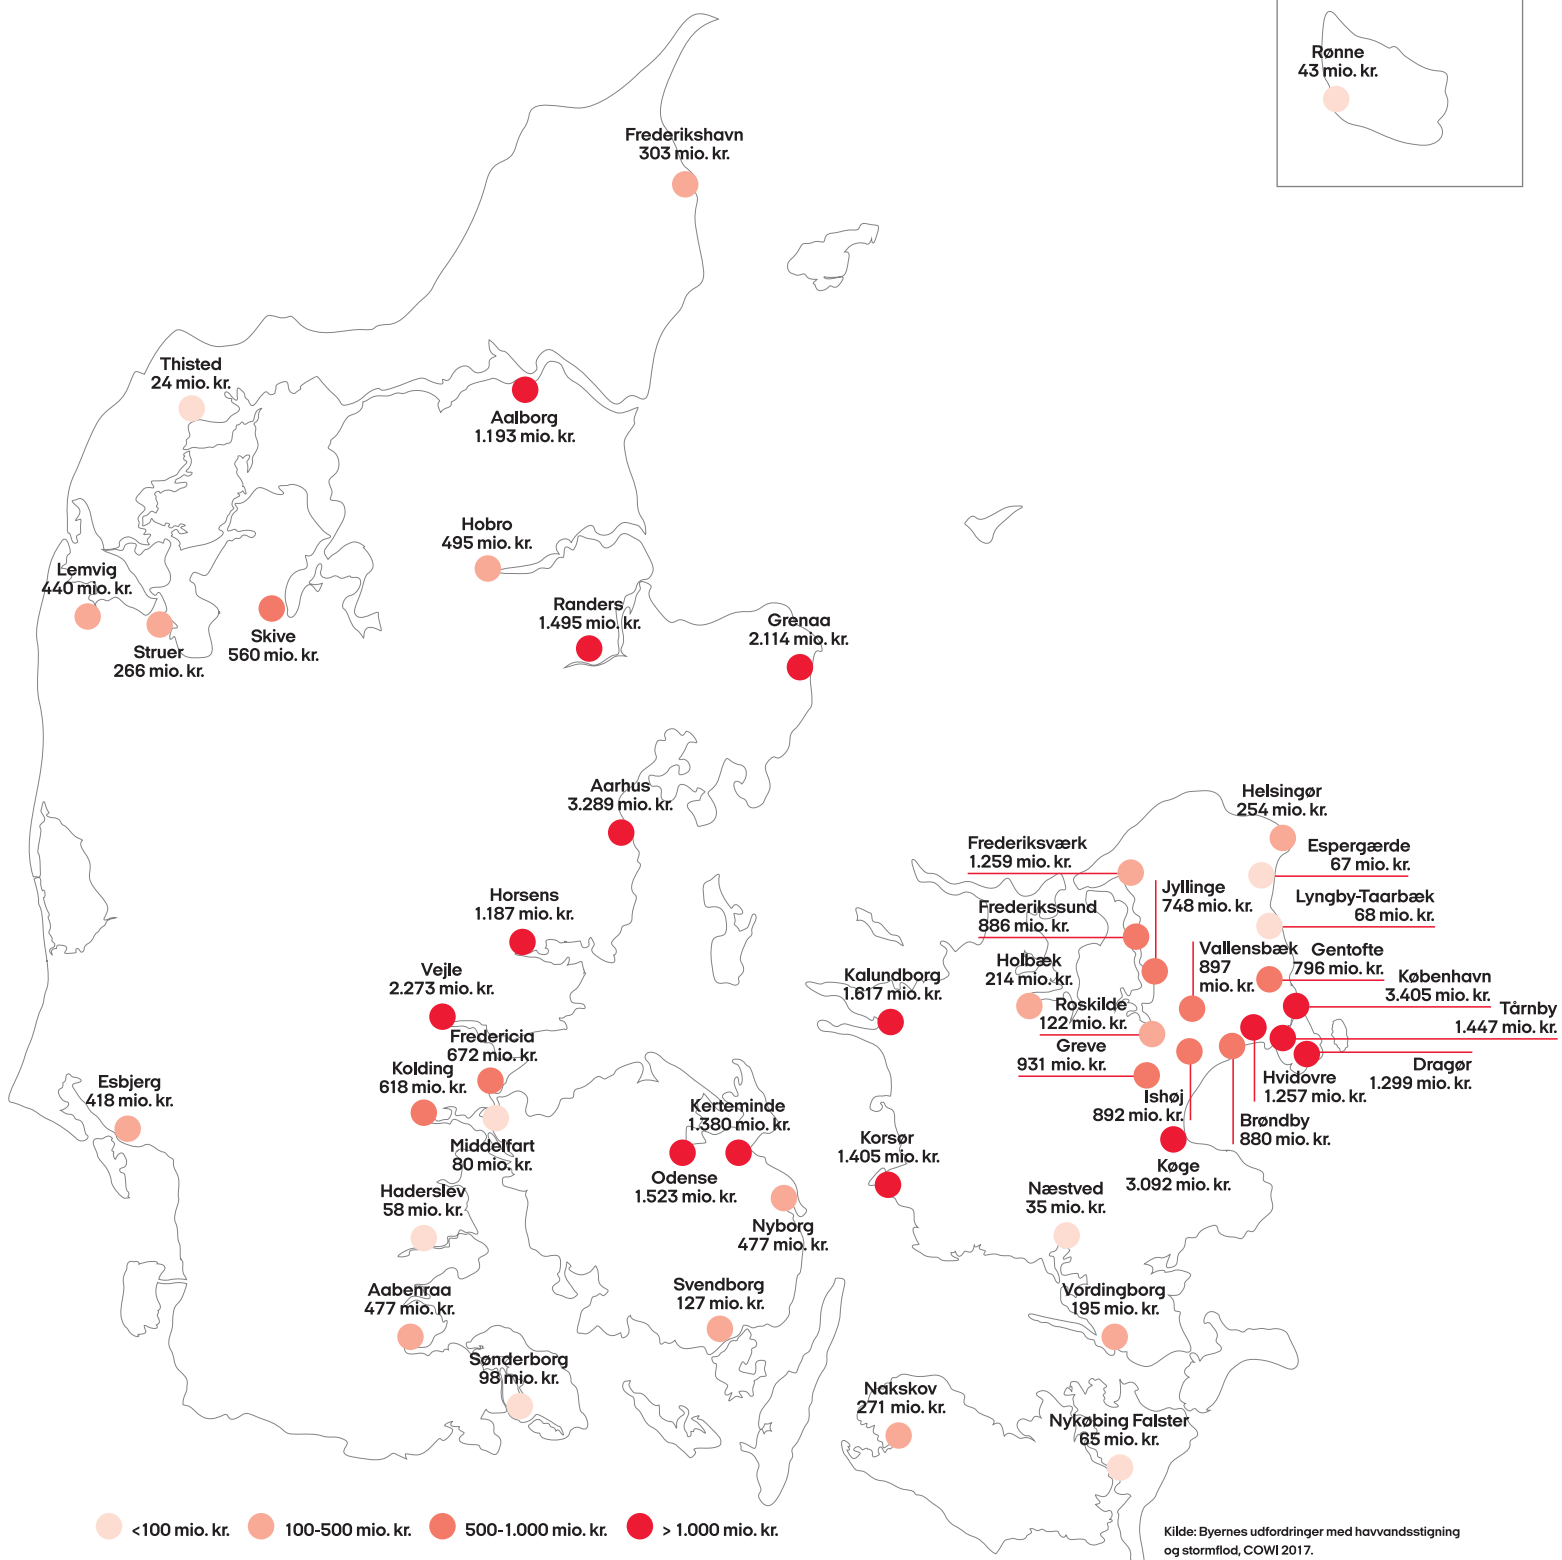 Rønne
43 mio. kr.
Frederikshavn
303 mio. kr.
Thisted
24 mio. kr.
Aalborg
1.193 mio. kr.
Hobro
495 mio. kr.
Lemvig
440 mio. kr.
Struer
266 mio. kr.
Skive
560 mio. kr.
Randers
1.495 mio. kr.
Grenaa
2.114 mio. kr.
Aarhus
3.289 mio. kr.
Horsens
1.187 mio. kr.
Vejle
2.273 mio. kr.
Fredericia
672 mio. kr.
Kolding
618 mio. kr.
Middelfart
80 mio. kr.
Esbjerg
418 mio. kr.
Haderslev
58 mio. kr.
Aabenraa
477 mio. kr.
Sønderborg
98 mio. kr.
Kerteminde
1.380 mio. kr.
Odense
1.523 mio. kr.
Nyborg
477 mio. kr.
Svendborg
127 mio. kr.
Helsingør
254 mio. kr.
Espergærde
67 mio. kr.
Lyngby-Taarbæk
68 mio. kr.
Frederiksværk
1.259 mio. kr.
Jyllinge
748 mio. kr.
Frederikssund
886 mio. kr.
Vallensbæk
897
mio. kr.
Gentofte
796 mio. kr.
København
3.405 mio. kr.
Tårnby
1.447 mio. kr.
Dragør
1.299 mio. kr.
Hvidovre
1.257 mio. kr.
Brøndby
880 mio. kr.
Holbæk
214 mio. kr.
Roskilde
122 mio. kr.
Greve
931 mio. kr.
Ishøj
892 mio. kr.
Kalundborg
1.617 mio. kr.
Korsør
1.405 mio. kr.
Køge
3.092 mio. kr.
Næstved
35 mio. kr.
Vordingborg
195 mio. kr.
Nakskov
271 mio. kr.
Nykøbing Falster
65 mio. kr.
<100 mio. kr.
100-500 mio. kr.
500-1.000 mio. kr.
> 1.000 mio. kr.
Kilde: Byernes udfordringer med havvandsstigning
og stormflod, COWI 2017.